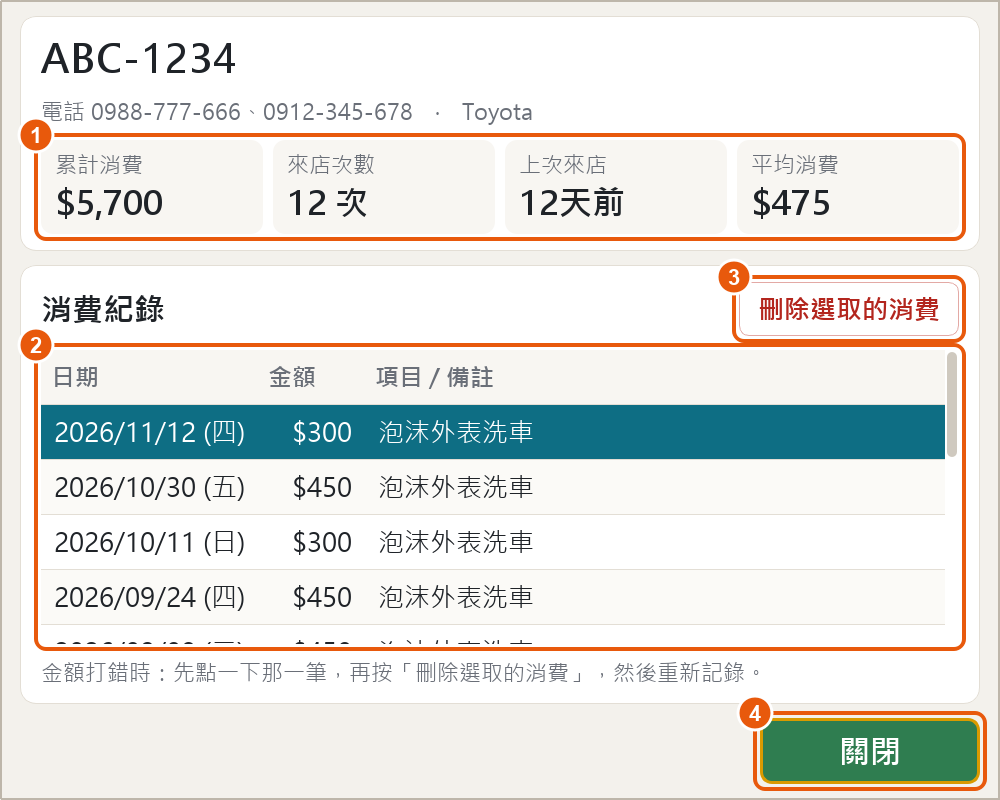 ABC-1234
電話 0988-777-666、0912-345-678 · Toyota
1
累計消費 來店次數 上次來店 平均消費
$5,700 12 次 12天前 $475
3
消費紀錄 刪除選取的消費
2
日期 金額 項目 / 備註
2026/11/12 (四) $300 泡沫外表洗車
2026/10/30 (五) $450 泡沫外表洗車
2026/10/11 (日) $300 泡沫外表洗車
2026/09/24 (四) $450 泡沫外表洗車
金額打錯時：先點一下那一筆，再按「刪除選取的消費」，然後重新記錄。
4
關閉